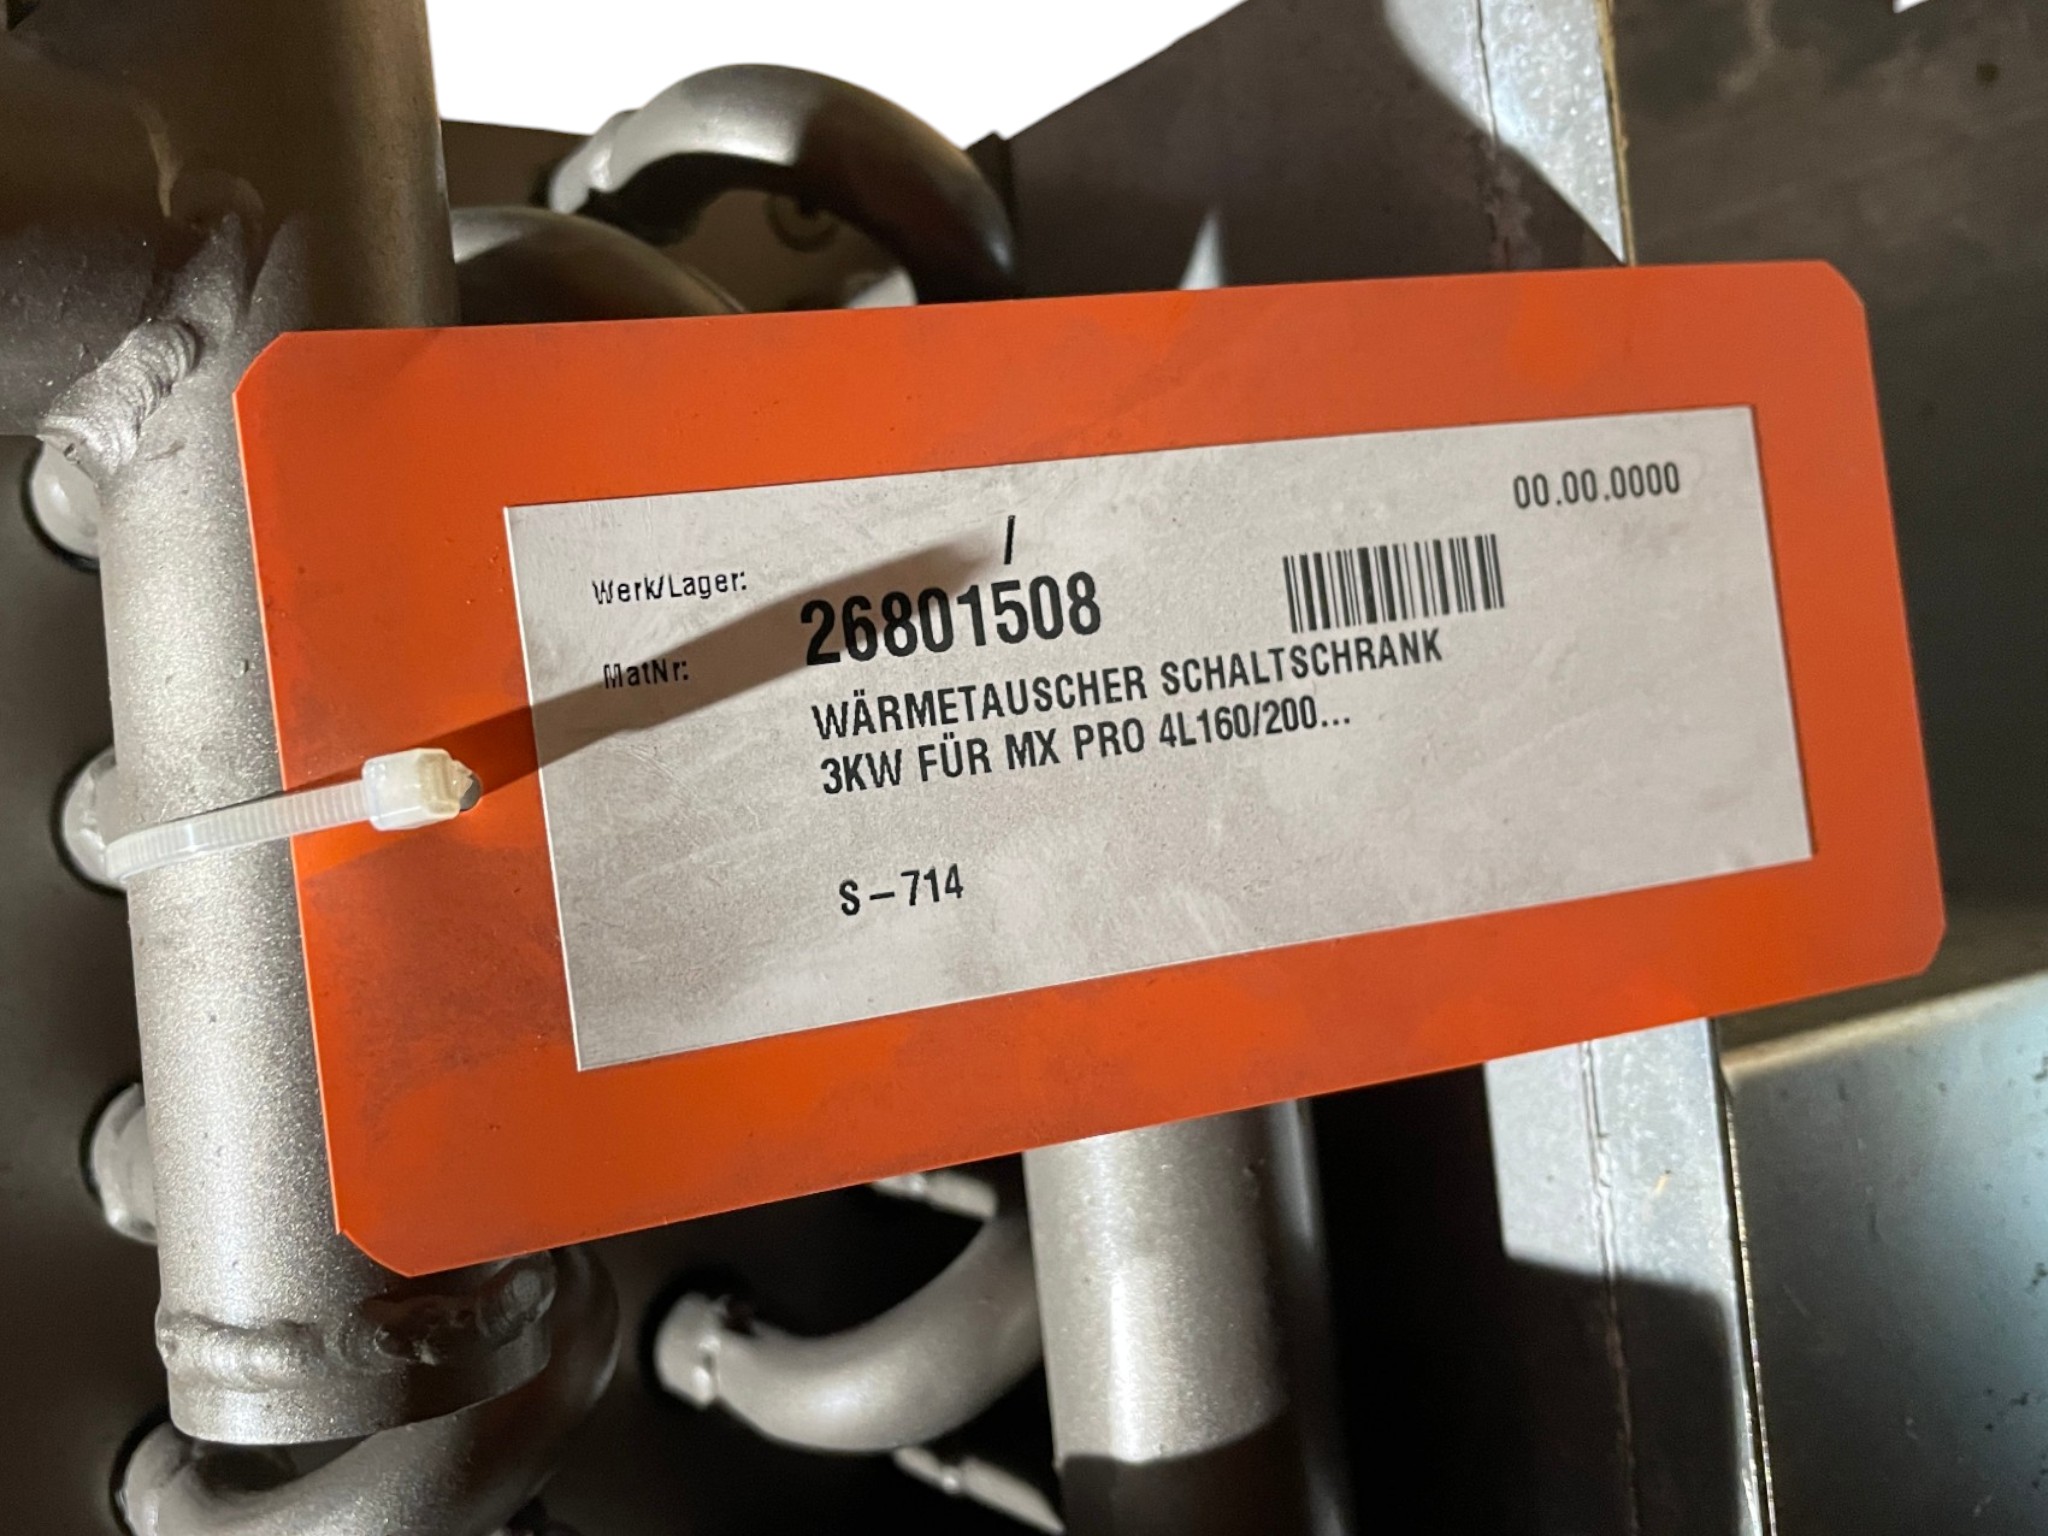 00.00.0000
Werk/Lager: /
MatNr: 26801508
WÄRMETAUSCHER SCHALTSCHRANK
3KW FÜR MX PRO 4L160/200...
S-714